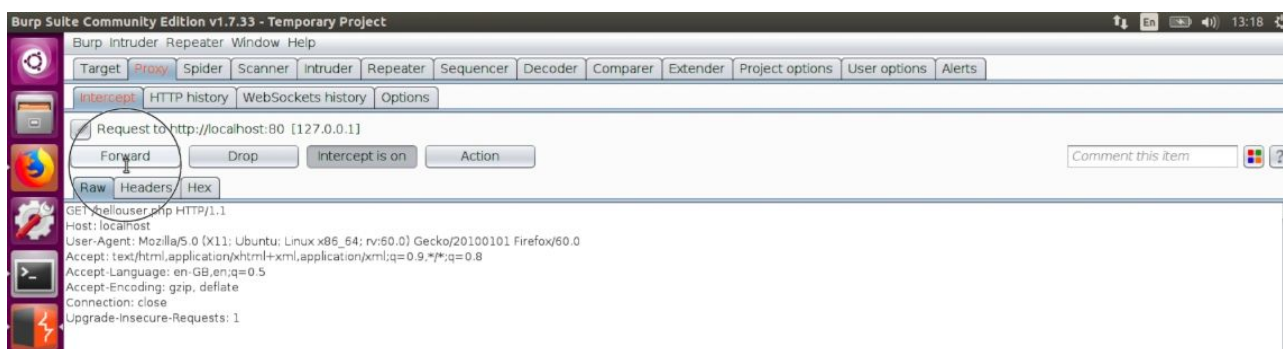 Burp Suite Community Edition v1.7.33 - Temporary Project En 13:18
Burp Intruder Repeater Window Help
Target Proxy Spider Scanner Intruder Repeater Sequencer Decoder Comparer Extender Project options User options Alerts
Intercept HTTP history WebSockets history Options
Request to http://localhost:80 [127.0.0.1]
Forward Drop Intercept is on Action Comment this item ?
Raw Headers Hex
GET /hellouser.php HTTP/1.1
Host: localhost
User-Agent: Mozilla/5.0 (X11; Ubuntu; Linux x86_64; rv:60.0) Gecko/20100101 Firefox/60.0
Accept: text/html,application/xhtml+xml,application/xml;q=0.9,*/*;q=0.8
Accept-Language: en-GB,en;q=0.5
Accept-Encoding: gzip, deflate
Connection: close
Upgrade-Insecure-Requests: 1